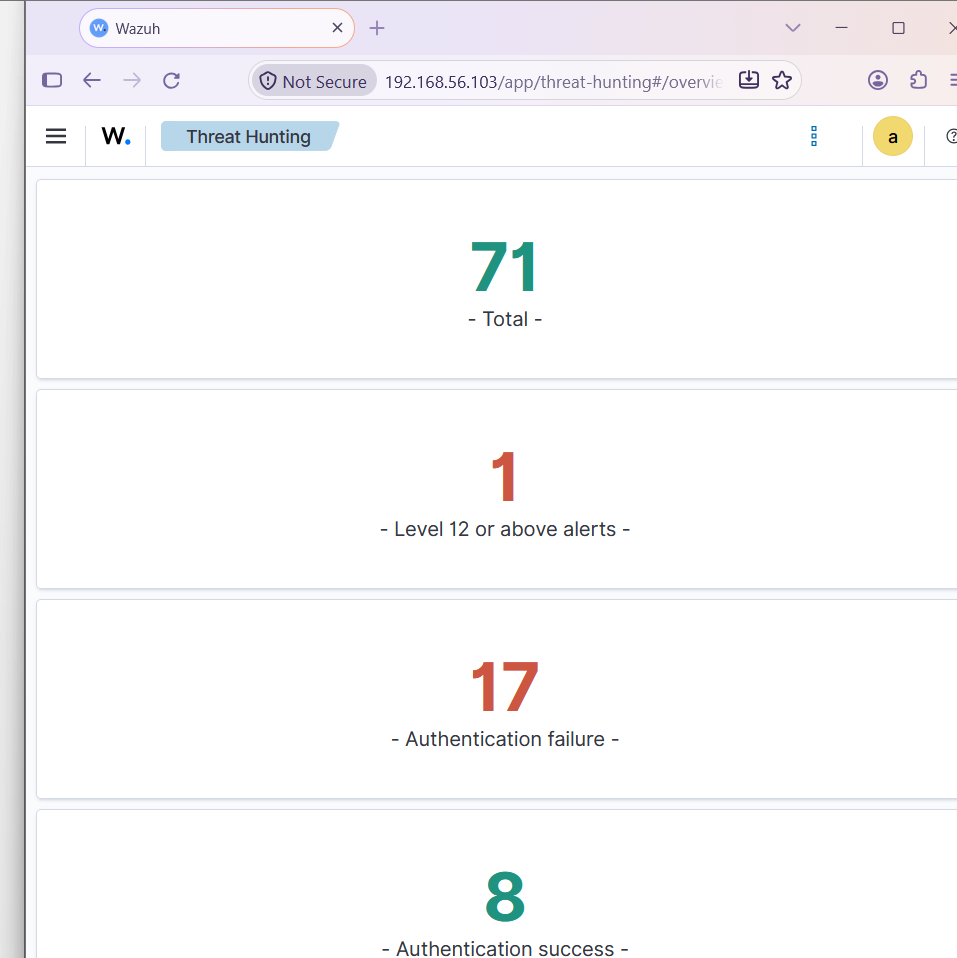 Wazuh
Not Secure 192.168.56.103/app/threat-hunting#/overvie
W. Threat Hunting a
71
- Total -
1
- Level 12 or above alerts -
17
- Authentication failure -
8
- Authentication success -